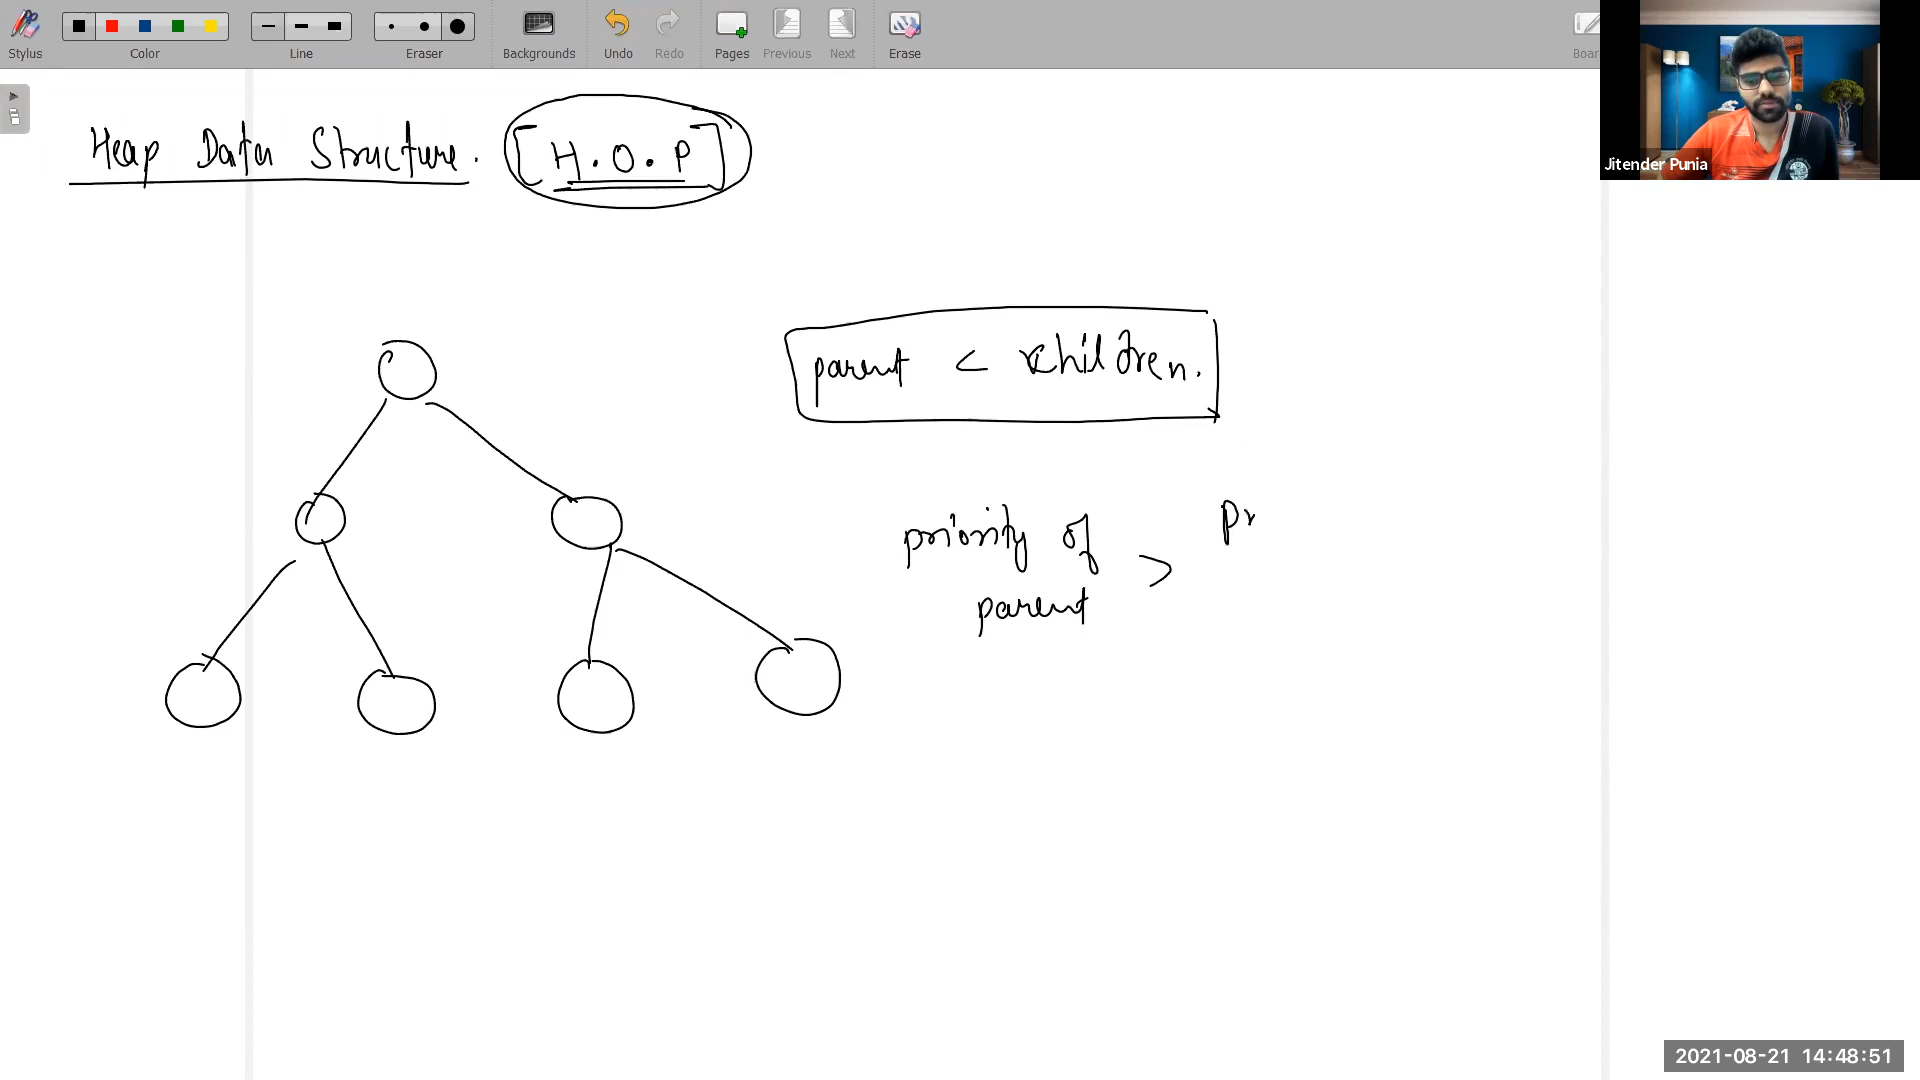 Stylus Color Line Eraser Backgrounds Undo Redo Pages Previous Next Erase Boar
Heap Data Structure. [H.O.P]
Jitender Punia
parent < children.
priority of > pr
parent
2021-08-21 14:48:51